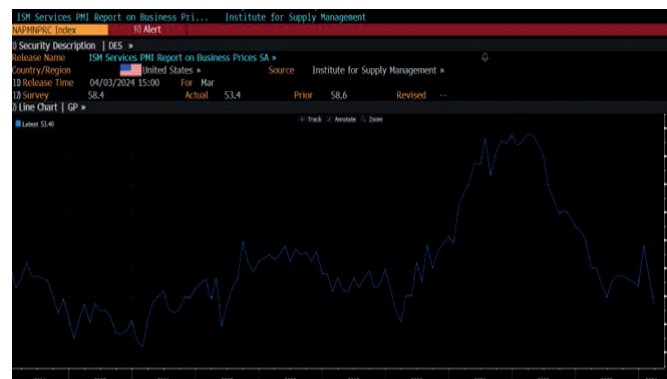 ISM Services PMI Report on Business Pri... Institute for Supply Management
NAPMNPRC Index Alert
Security Description | DES »
Release Name ISM Services PMI Report on Business Prices SA »
Country/Region United States » Source Institute for Supply Management »
Release Time 04/03/2024 15:00 For Mar
Survey 58.4 Actual 53.4 Prior 58.6 Revised --
Line Chart | GP »
Track Annotate Zoom
Latest 53.40